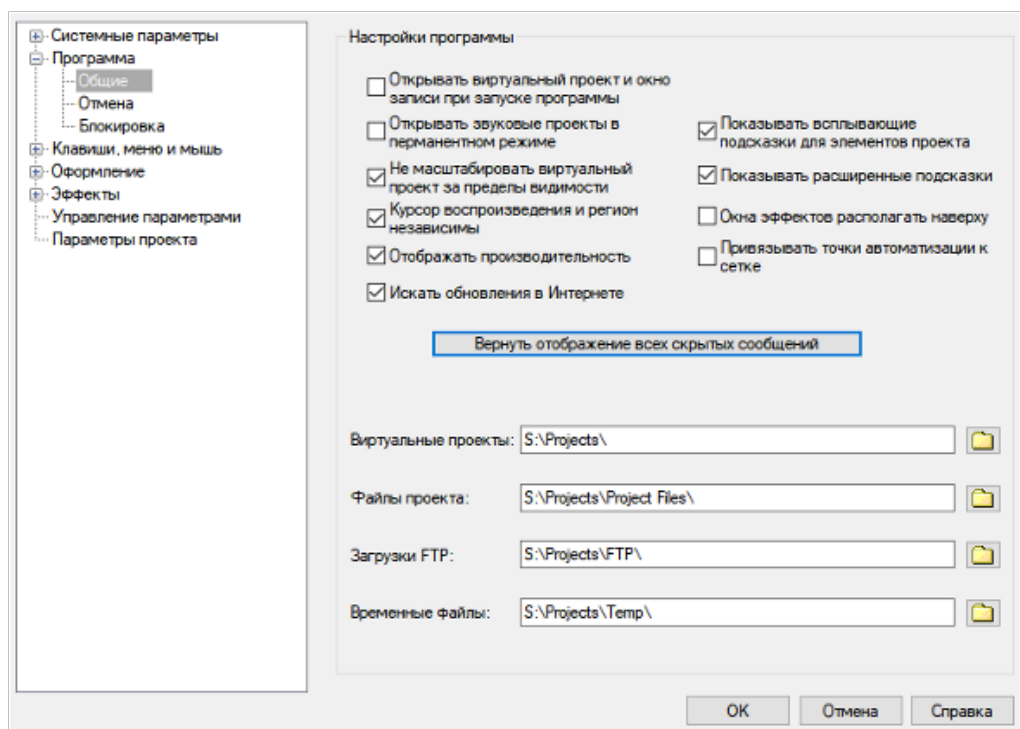 Системные параметры
Программа
Общие
Отмена
Блокировка
Клавиши, меню и мышь
Оформление
Эффекты
Управление параметрами
Параметры проекта
Настройки программы
Открывать виртуальный проект и окно
записи при запуске программы
Открывать звуковые проекты в
перманентном режиме
Не масштабировать виртуальный
проект за пределы видимости
Курсор воспроизведения и регион
независимы
Отображать производительность
Искать обновления в Интернете
Показывать всплывающие
подсказки для элементов проекта
Показывать расширенные подсказки
Окна эффектов располагать наверху
Привязывать точки автоматизации к
сетке
Вернуть отображение всех скрытых сообщений
Виртуальные проекты: S:\Projects\
Файлы проекта: S:\Projects\Project Files\
Загрузки FTP: S:\Projects\FTP\
Временные файлы: S:\Projects\Temp\
OK Отмена Справка